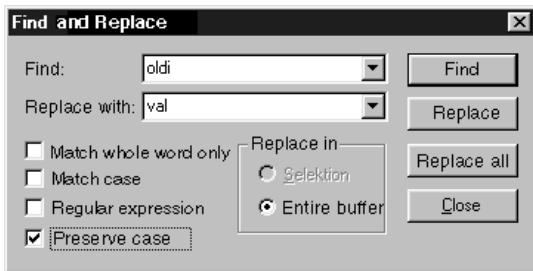 Find and Replace
Find: oldi Find
Replace with: val Replace
Match whole word only Replace in Replace all
Match case Selektion
Regular expression Entire buffer Close
Preserve case